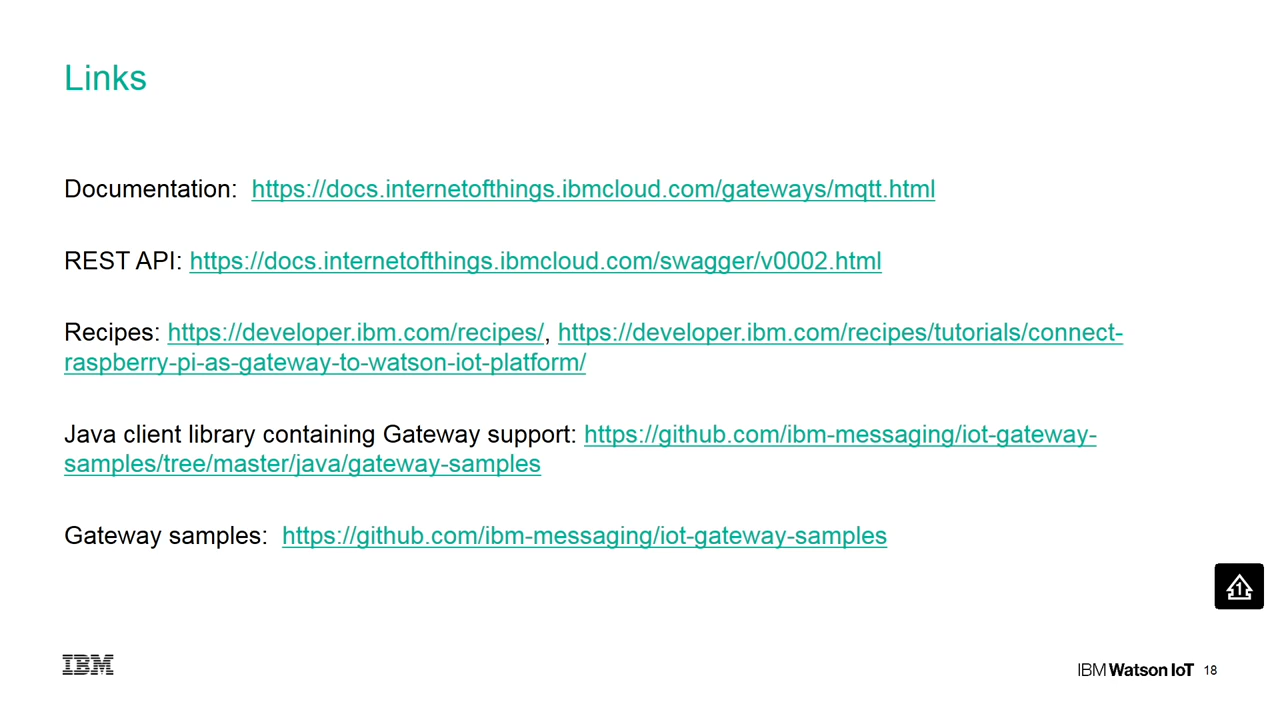 Links
Documentation: https://docs.internetofthings.ibmcloud.com/gateways/mqtt.html
REST API: https://docs.internetofthings.ibmcloud.com/swagger/v0002.html
Recipes: https://developer.ibm.com/recipes/, https://developer.ibm.com/recipes/tutorials/connect-
raspberry-pi-as-gateway-to-watson-iot-platform/
Java client library containing Gateway support: https://github.com/ibm-messaging/iot-gateway-
samples/tree/master/java/gateway-samples
Gateway samples: https://github.com/ibm-messaging/iot-gateway-samples
1
IBM
IBM Watson IoT 18